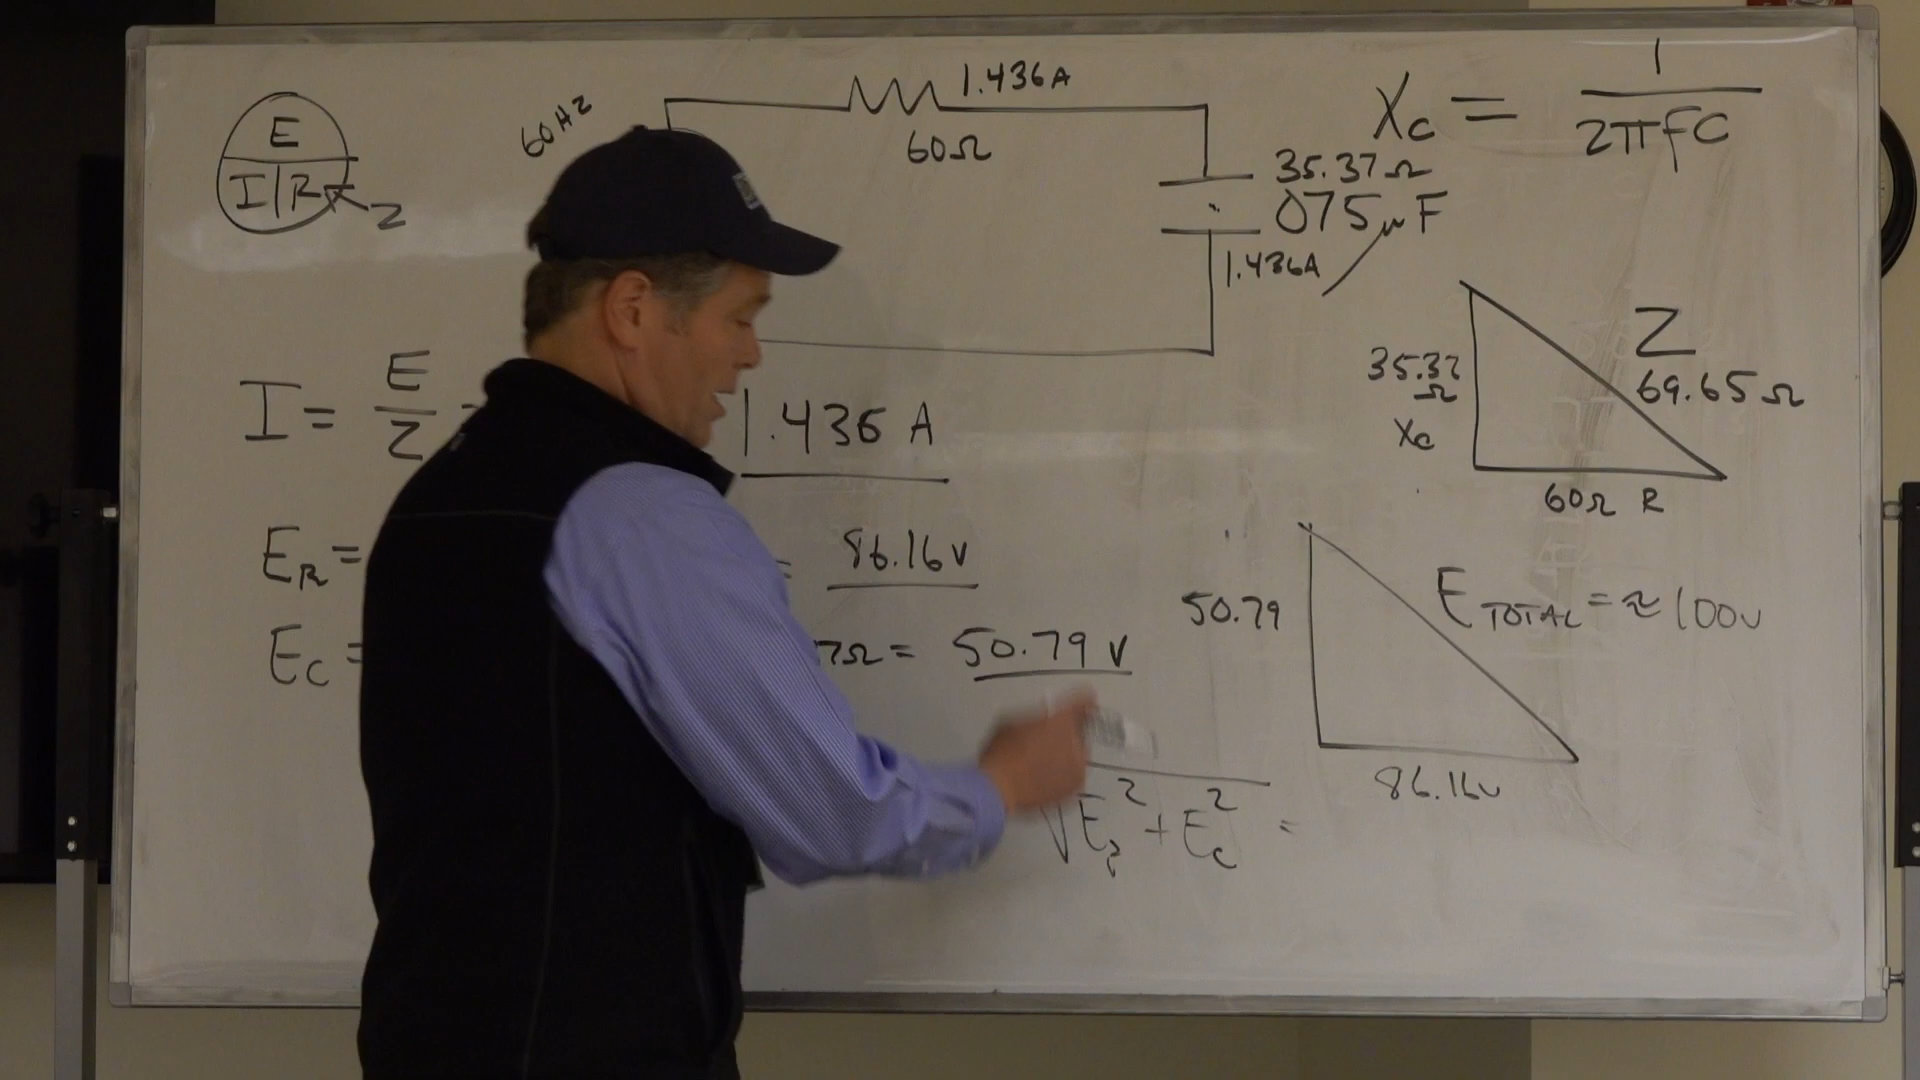 E
I|R
Z
60Hz
1.436A
60Ω
35.37Ω
075μF
1.436A
Xc = 1
2πfC
I = E
Z
1.436 A
ER =
= 86.16v
EC =
7Ω = 50.79 v
35.37
Ω
Xc
Z
69.65Ω
60Ω R
50.79
E TOTAL = ≈ 100v
86.16v
√ER² + EC² =